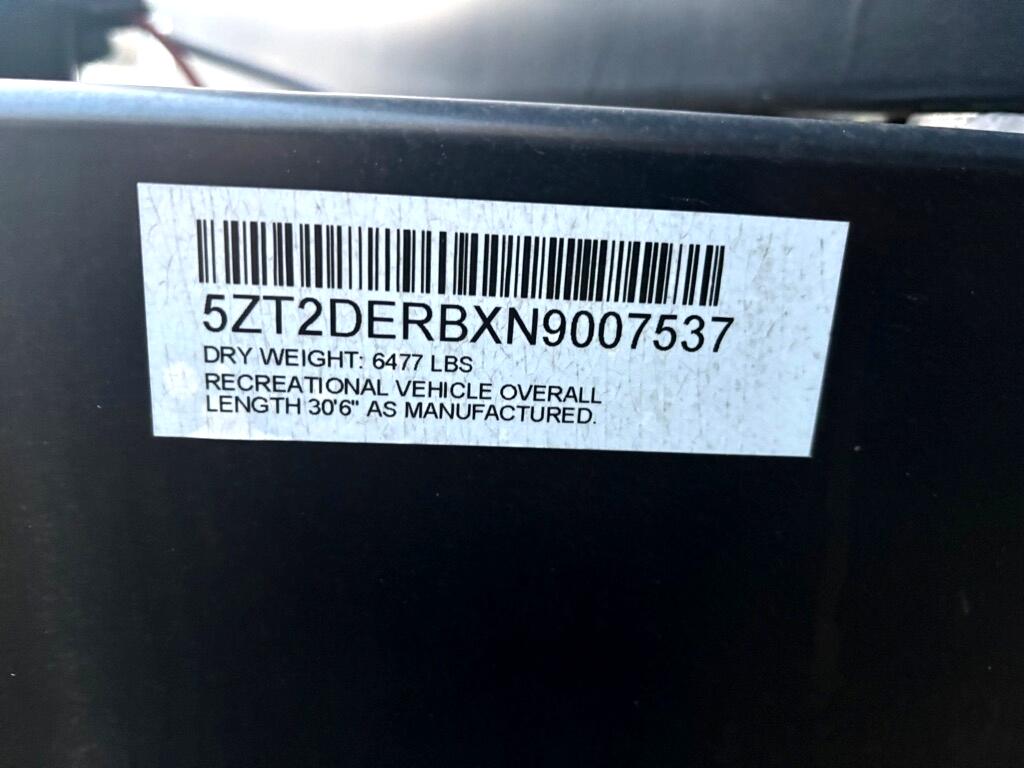 5ZT2DERBXN9007537
DRY WEIGHT: 6477 LBS
RECREATIONAL VEHICLE OVERALL
LENGTH 30'6" AS MANUFACTURED.